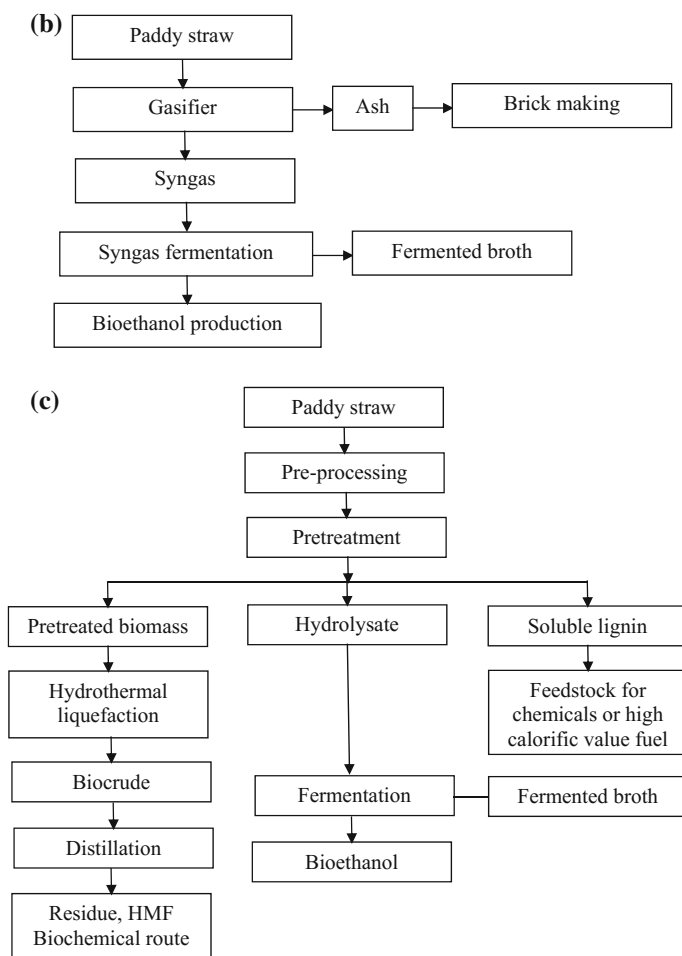 (b)
Paddy straw
Gasifier
Ash
Brick making
Syngas
Syngas fermentation
Fermented broth
Bioethanol production
(c)
Paddy straw
Pre-processing
Pretreatment
Pretreated biomass
Hydrolysate
Soluble lignin
Hydrothermal
liquefaction
Feedstock for
chemicals or high
calorific value fuel
Biocrude
Fermentation
Fermented broth
Distillation
Bioethanol
Residue, HMF
Biochemical route